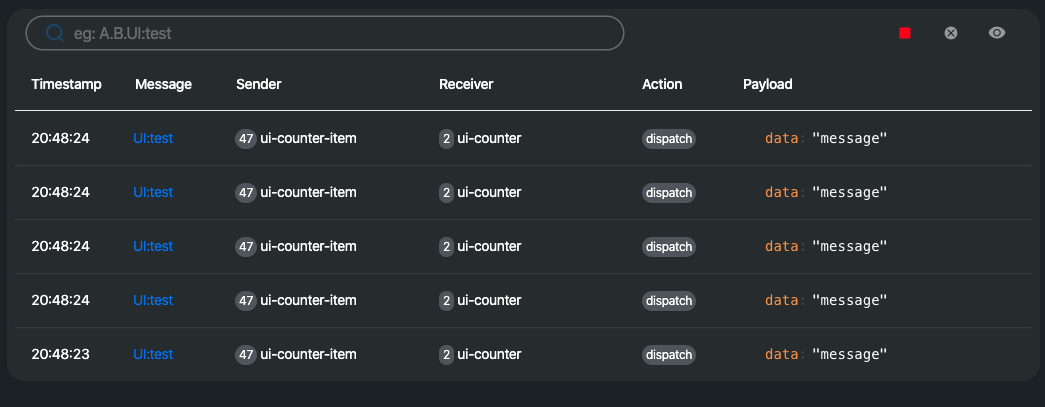 eg: A.B.UI:test
Timestamp Message Sender Receiver Action Payload
20:48:24 UI:test 47 ui-counter-item 2 ui-counter dispatch data: "message"
20:48:24 UI:test 47 ui-counter-item 2 ui-counter dispatch data: "message"
20:48:24 UI:test 47 ui-counter-item 2 ui-counter dispatch data: "message"
20:48:24 UI:test 47 ui-counter-item 2 ui-counter dispatch data: "message"
20:48:23 UI:test 47 ui-counter-item 2 ui-counter dispatch data: "message"